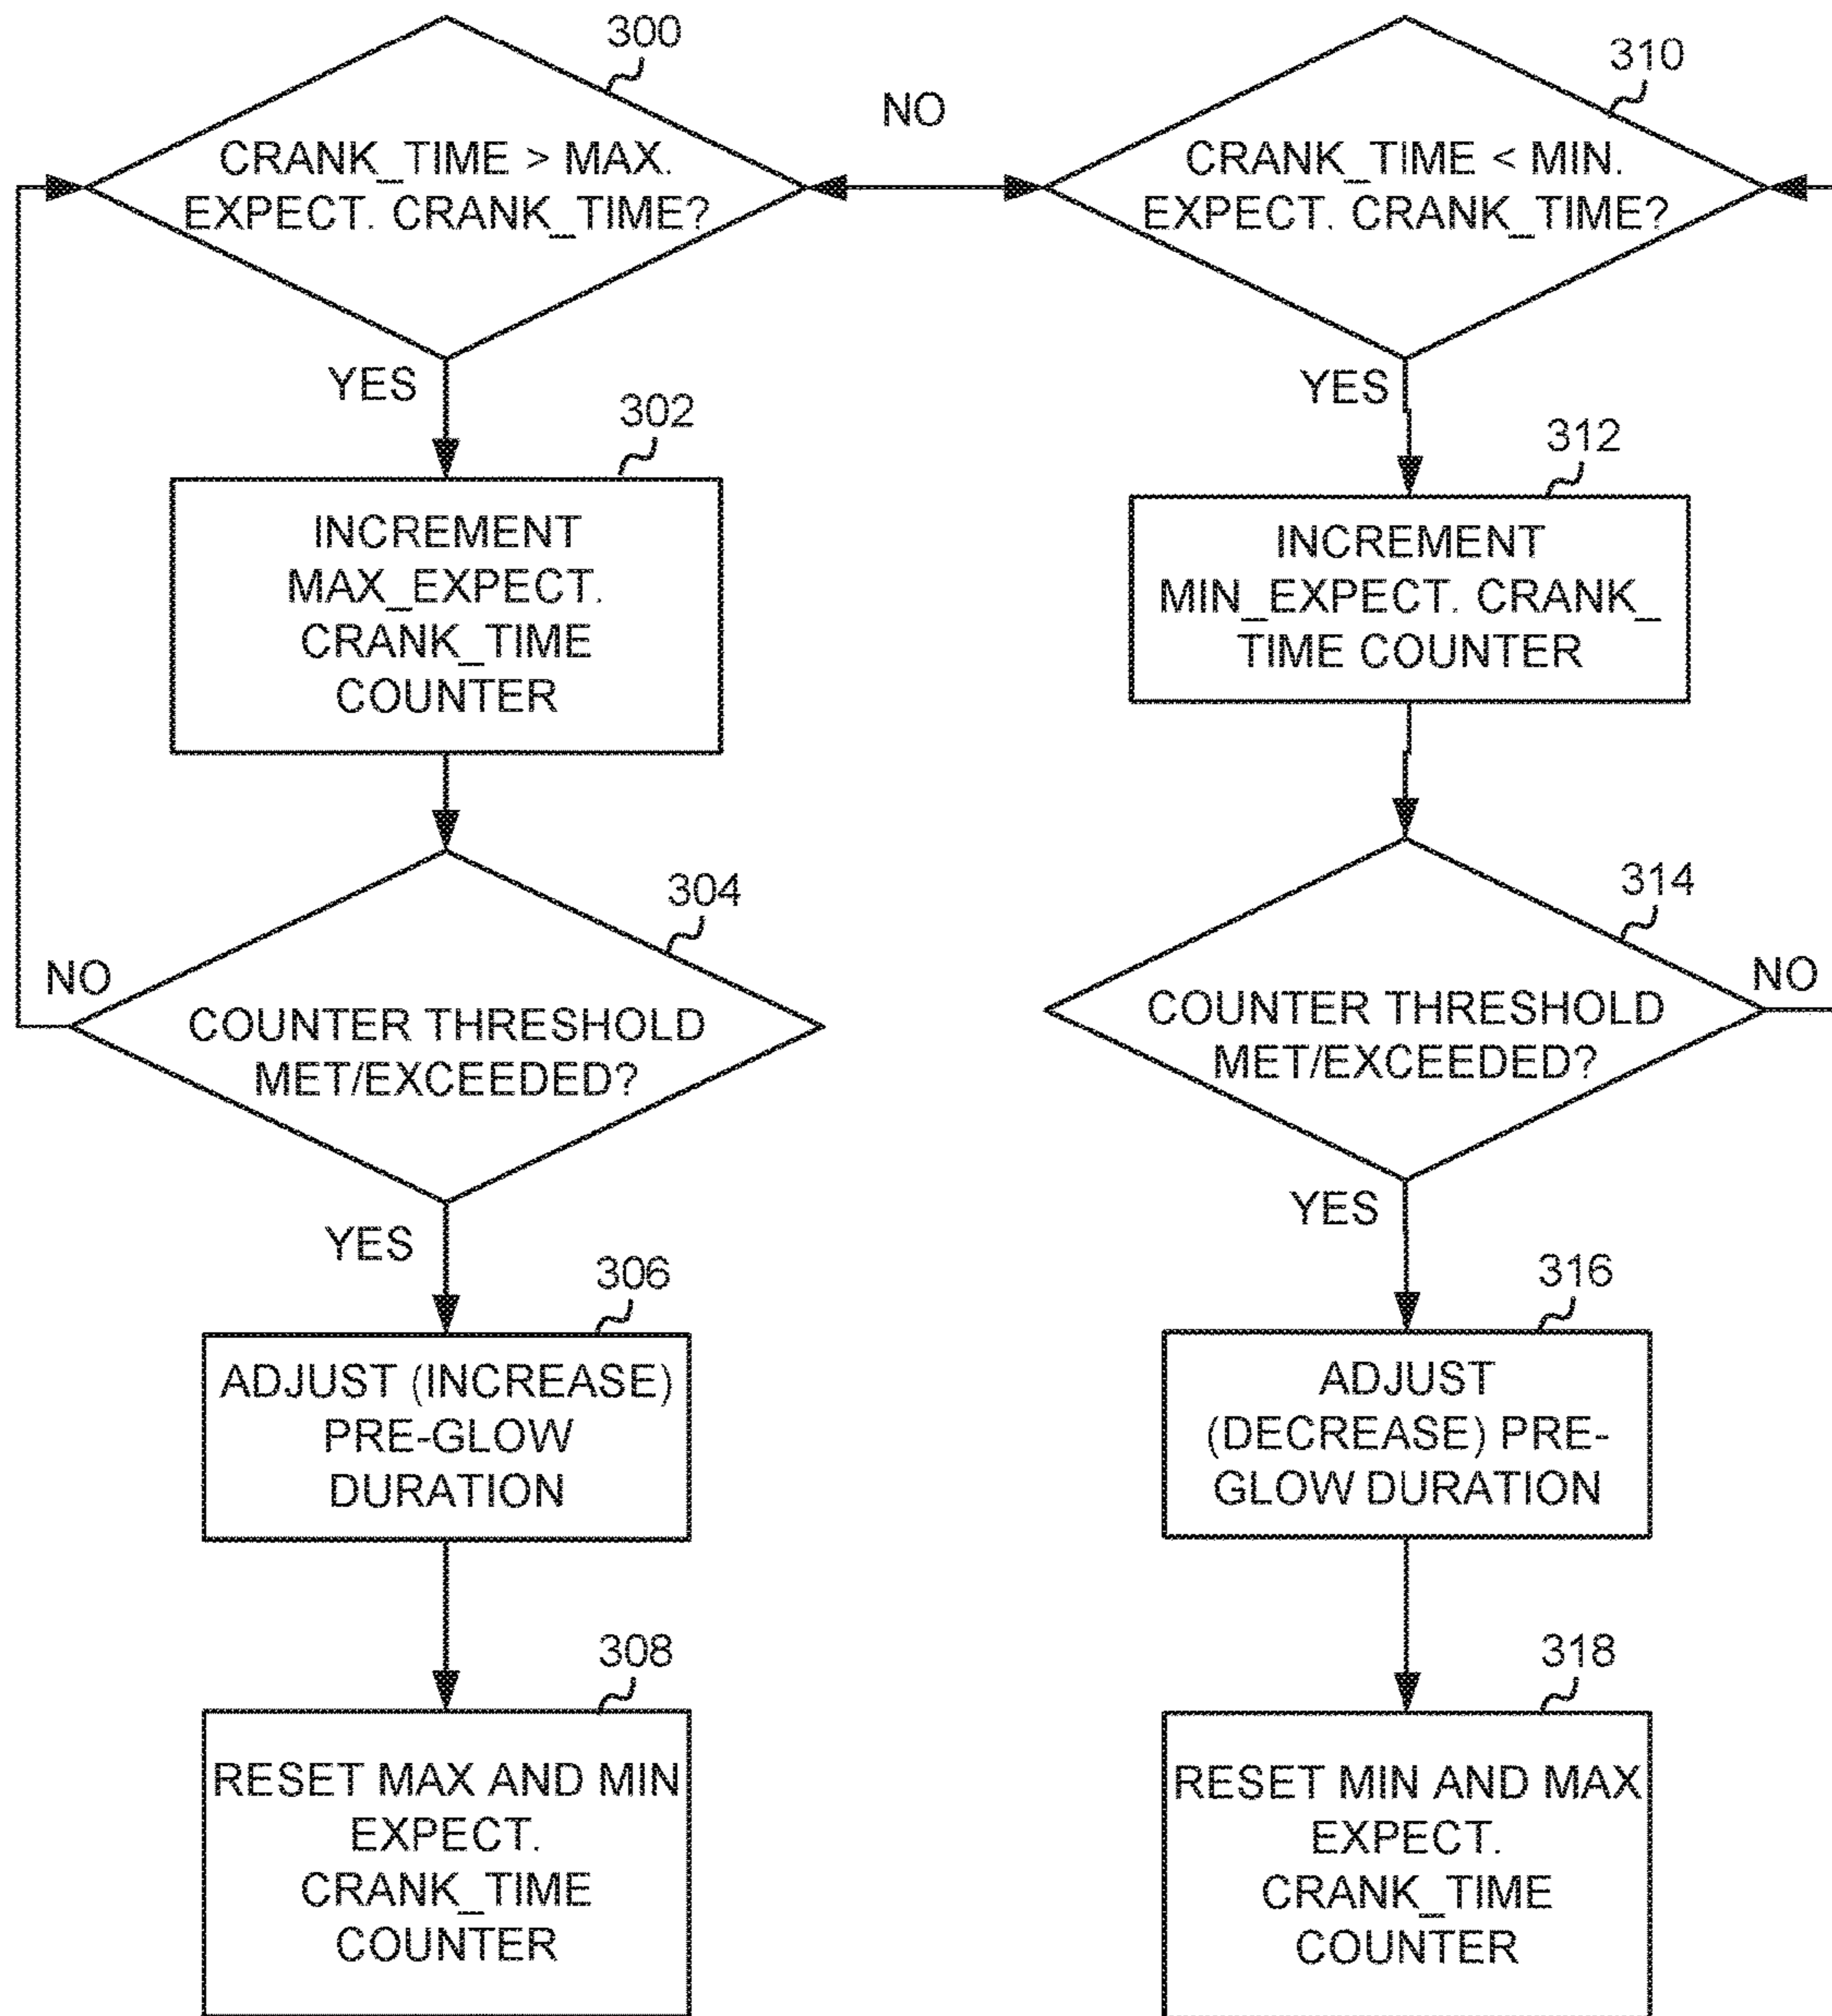 300
CRANK_TIME > MAX.
EXPECT. CRANK_TIME?
NO
310
CRANK_TIME < MIN.
EXPECT. CRANK_TIME?
YES
302
INCREMENT
MAX_EXPECT.
CRANK_TIME
COUNTER
YES
312
INCREMENT
MIN_EXPECT. CRANK_
TIME COUNTER
304
NO
COUNTER THRESHOLD
MET/EXCEEDED?
314
NO
COUNTER THRESHOLD
MET/EXCEEDED?
YES
306
ADJUST (INCREASE)
PRE-GLOW
DURATION
YES
316
ADJUST
(DECREASE) PRE-
GLOW DURATION
308
RESET MAX AND MIN
EXPECT.
CRANK_TIME
COUNTER
318
RESET MIN AND MAX
EXPECT.
CRANK_TIME
COUNTER